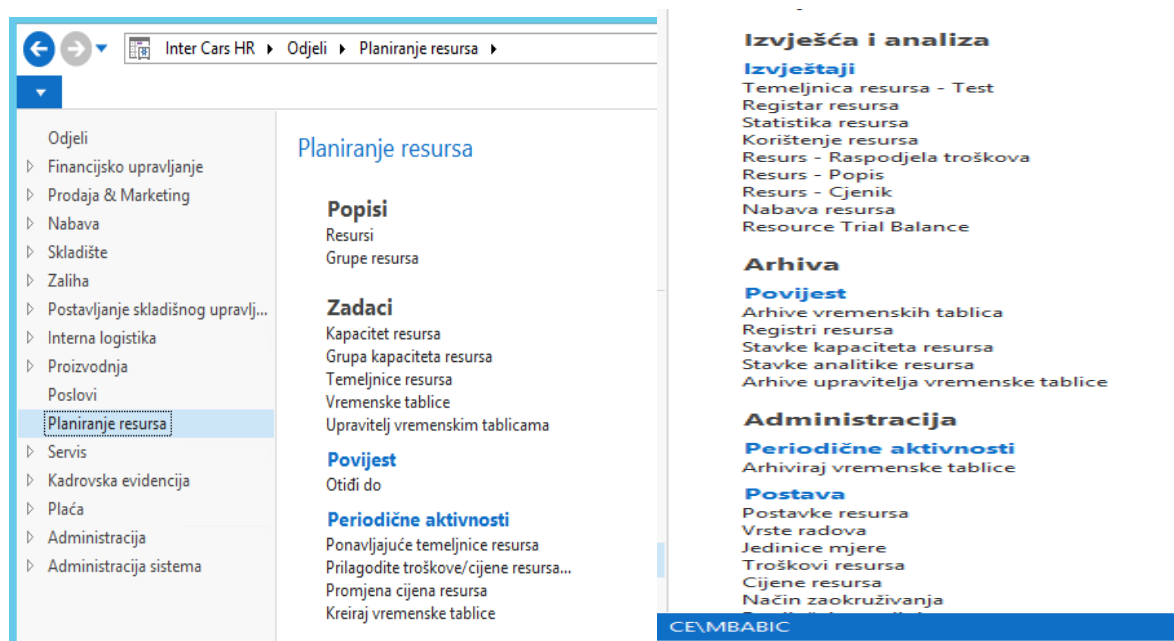 Inter Cars HR ▸ Odjeli ▸ Planiranje resursa ▸
Odjeli
Financijsko upravljanje
Prodaja & Marketing
Nabava
Skladište
Zaliha
Postavljanje skladišnog upravlj...
Interna logistika
Proizvodnja
Poslovi
Planiranje resursa
Servis
Kadrovska evidencija
Plaća
Administracija
Administracija sistema
Planiranje resursa
Popisi
Resursi
Grupe resursa
Zadaci
Kapacitet resursa
Grupa kapaciteta resursa
Temeljnice resursa
Vremenske tablice
Upravitelj vremenskim tablicama
Povijest
Otiđi do
Periodične aktivnosti
Ponavljajuće temeljnice resursa
Prilagodite troškove/cijene resursa...
Promjena cijena resursa
Kreiraj vremenske tablice
Izvješća i analiza
Izvještaji
Temeljnica resursa - Test
Registar resursa
Statistika resursa
Korištenje resursa
Resurs - Raspodjela troškova
Resurs - Popis
Resurs - Cjenik
Nabava resursa
Resource Trial Balance
Arhiva
Povijest
Arhive vremenskih tablica
Registri resursa
Stavke kapaciteta resursa
Stavke analitike resursa
Arhive upravitelja vremenske tablice
Administracija
Periodične aktivnosti
Arhiviraj vremenske tablice
Postava
Postavke resursa
Vrste radova
Jedinice mjere
Troškovi resursa
Cijene resursa
Način zaokruživanja
CE\MBABIC